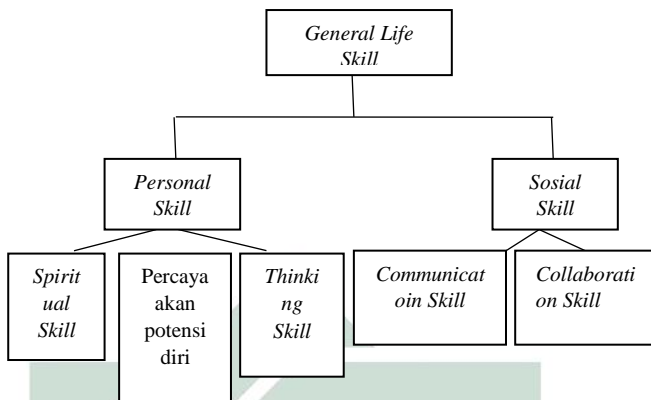 General Life
Skill
Personal
Skill
Sosial
Skill
Spirit
ual
Skill
Percaya
akan
potensi
diri
Thinki
ng
Skill
Communicat
oin Skill
Collaborati
on Skill